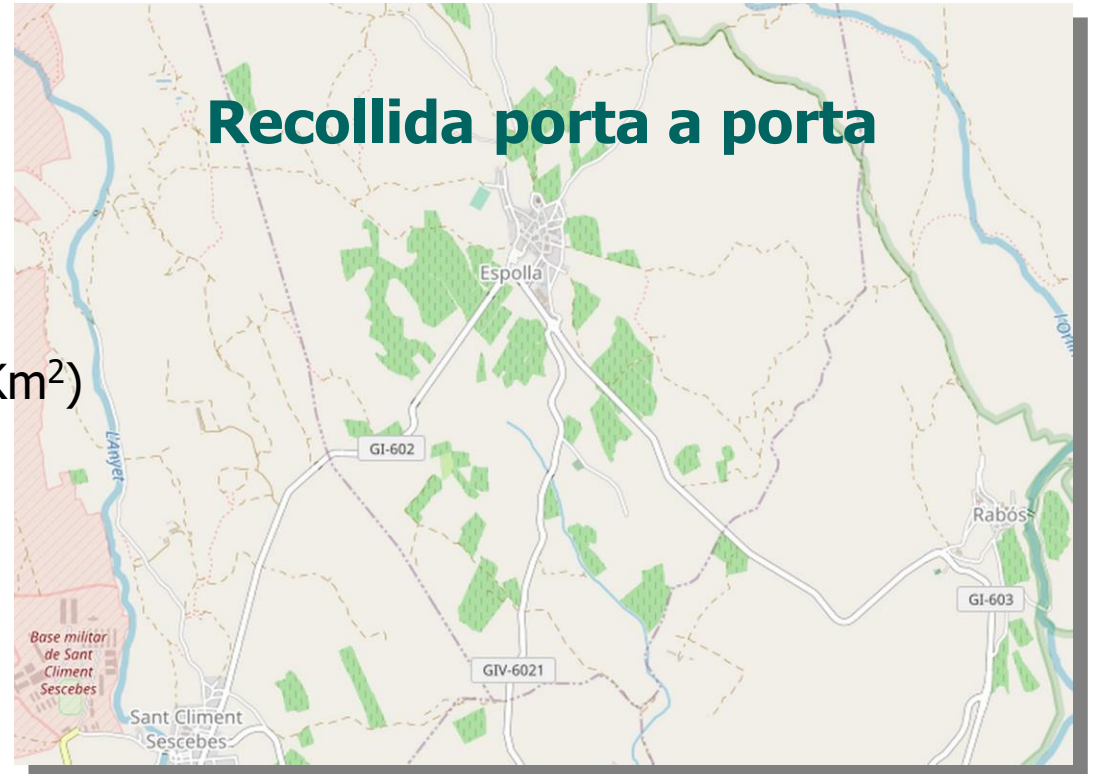 Recollida porta a porta
Espolla
Km²)
L'Anyet
GI-602
Rabós
GI-603
Base militar
de Sant
Climent
Sescebes
GIV-6021
Sant Climent
Sescebes